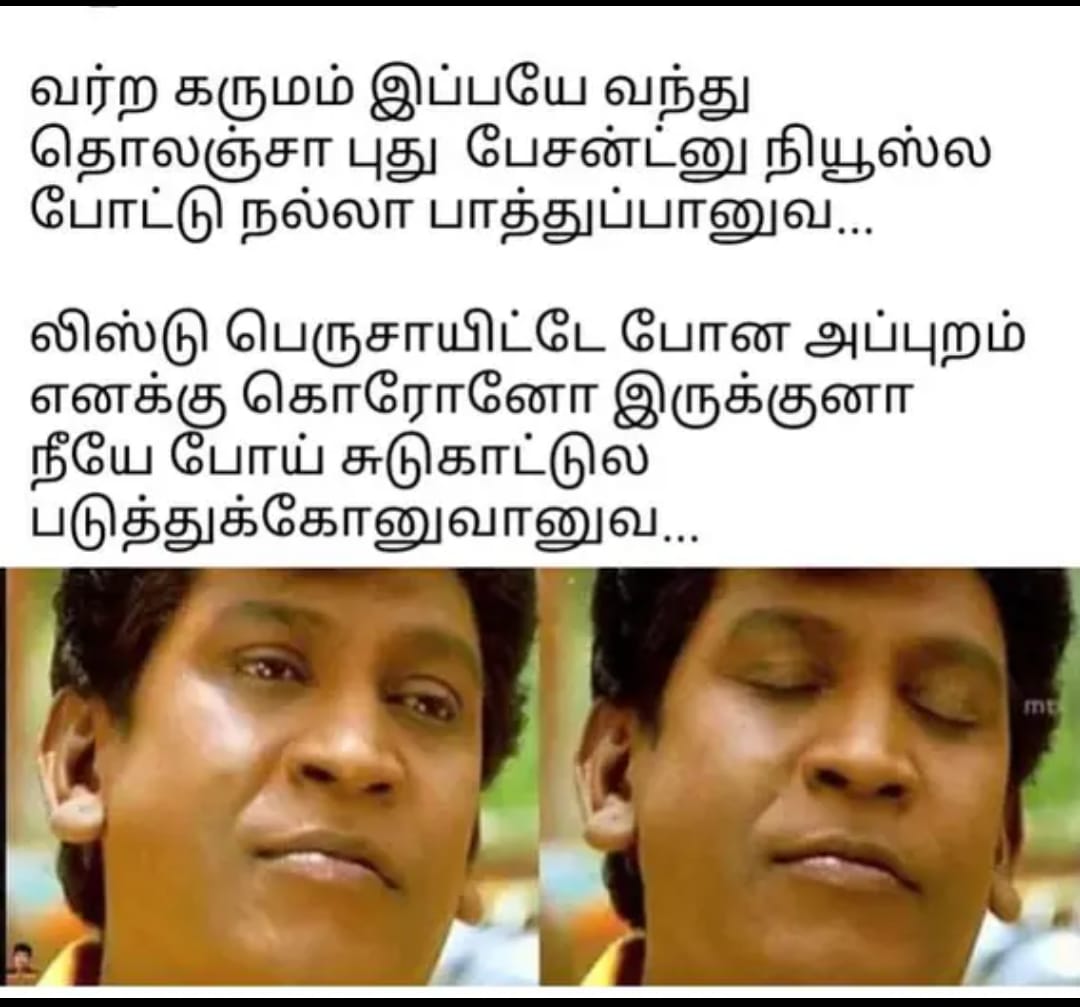 வர்ற கருமம் இப்பயே வந்து
தொலஞ்சா புது பேசன்ட்னு நியூஸ்ல
போட்டு நல்லா பாத்துப்பானுவ...
லிஸ்டு பெருசாயிட்டே போன அப்புறம்
எனக்கு கொரோனோ இருக்குனா
நீயே போய் சுடுகாட்டுல
படுத்துக்கோனுவானுவ...